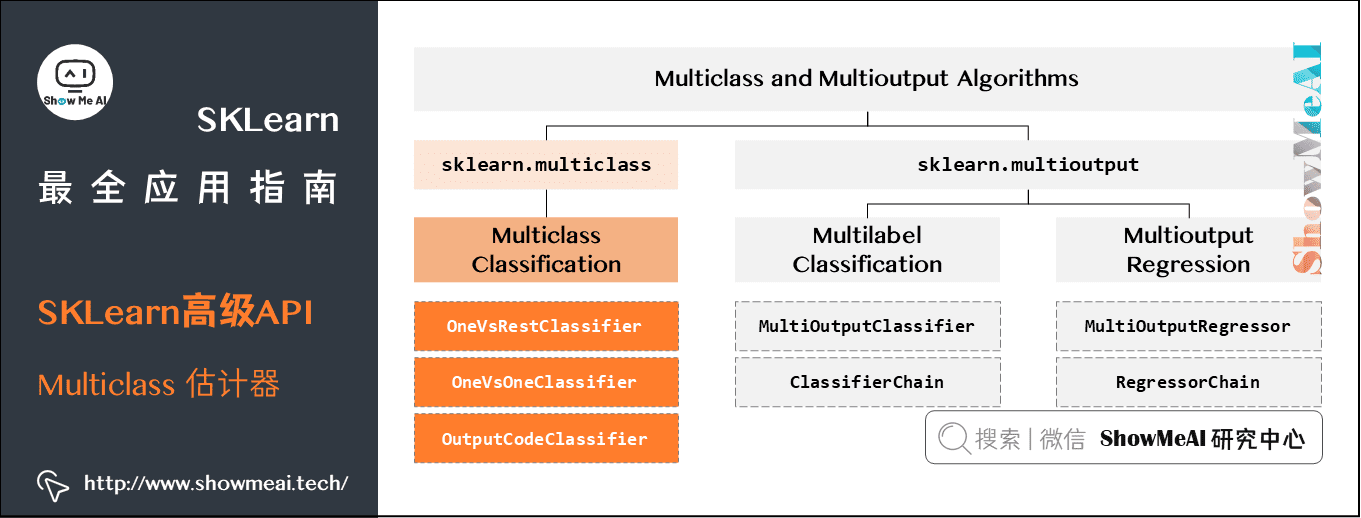 Show Me AI
SKLearn
最全应用指南
SKLearn高级API
Multiclass 估计器
http://www.showmeai.tech/
Multiclass and Multioutput Algorithms
sklearn.multiclass
sklearn.multioutput
Multiclass
Classification
Multilabel
Classification
Multioutput
Regression
OneVsRestClassifier
MultiOutputClassifier
MultiOutputRegressor
OneVsOneClassifier
ClassifierChain
RegressorChain
OutputCodeClassifier
搜索 | 微信 ShowMeAI 研究中心
ShowMeAI